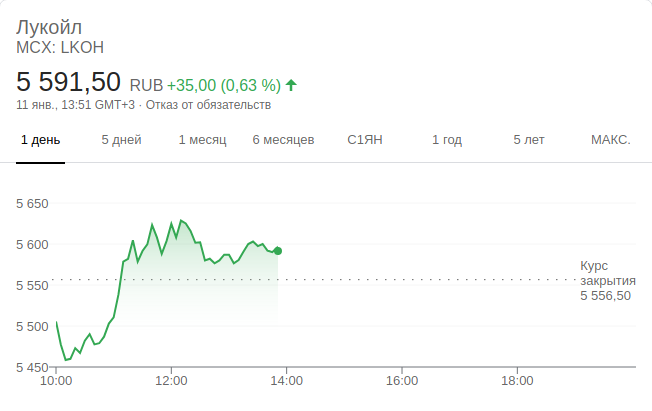 Лукойл
MCX: LKOH
5 591,50 RUB +35,00 (0,63 %)
11 янв., 13:51 GMT+3 · Отказ от обязательств
1 день 5 дней 1 месяц 6 месяцев С1ЯН 1 год 5 лет МАКС.
5 650
5 600
5 550
5 500
5 450
Курс
закрытия
5 556,50
10:00 12:00 14:00 16:00 18:00